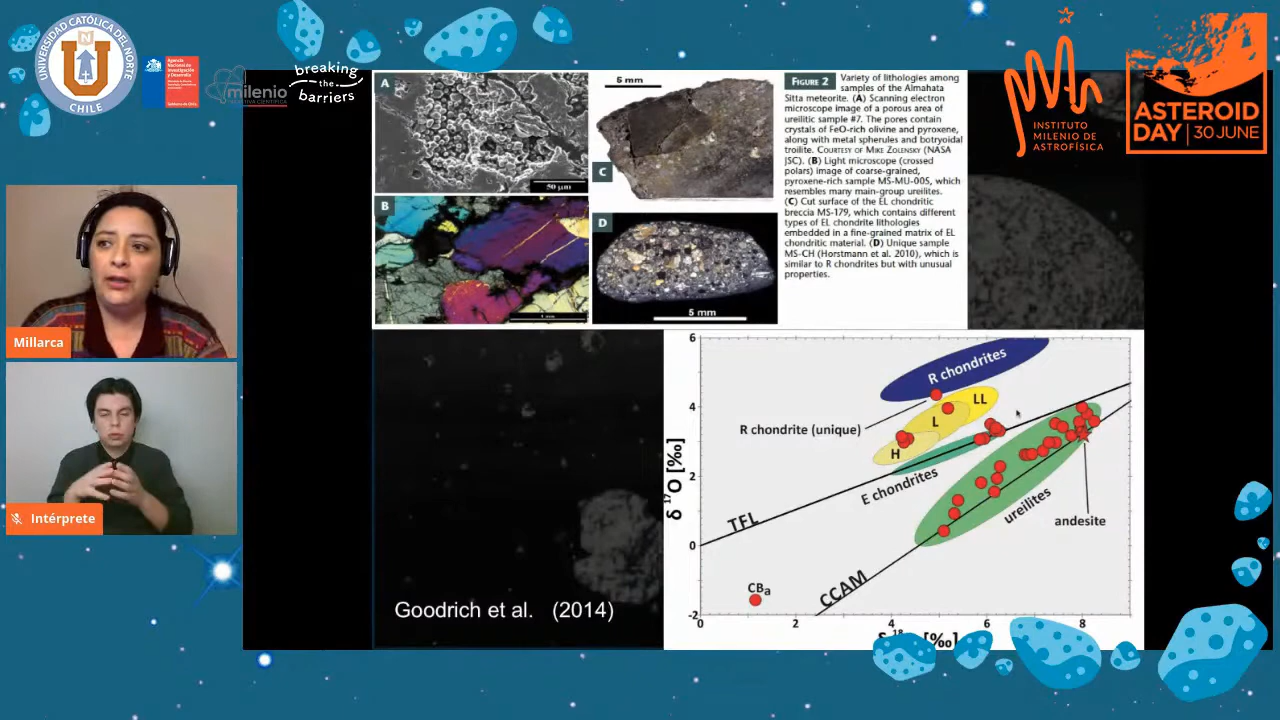 UNIVERSIDAD CATÓLICA DEL NORTE
N
CHILE
Agencia
Nacional de
Investigación
y Desarrollo
milenio
breaking
the
barriers
INSTITUTO
MILENIO DE
ASTROFÍSICA
ASTEROID
DAY | 30 JUNE
Millarca
Intérprete
A
50 µm
B
5 mm
C
D
5 mm
FIGURE 2 Variety of lithologies among
samples of the Almahata
Sitta meteorite. (A) Scanning electron
microscope image of a porous area of
ureilitic sample #7. The pores contain
crystals of FeO-rich olivine and pyroxene,
along with metal spherules and botryoidal
troilite. COURTESY OF MIKE ZOLENSKY (NASA
JSC). (B) Light microscope (crossed
polars) image of coarse-grained,
pyroxene-rich sample MS-MU-005, which
resembles many main-group ureilites.
(C) Cut surface of the EL chondritic
breccia MS-179, which contains different
types of EL chondrite lithologies
embedded in a fine-grained matrix of EL
chondritic material. (D) Unique sample
MS-CH (Horstmann et al. 2010), which is
similar to R chondrites but with unusual
properties.
Goodrich et al. (2014)
6
4
2
0
-2
δ 17O [‰]
R chondrites
LL
L
H
R chondrite (unique)
E chondrites
ureilites
andesite
TFL
CCAM
CBa
0
2
4
6
8
[‰]